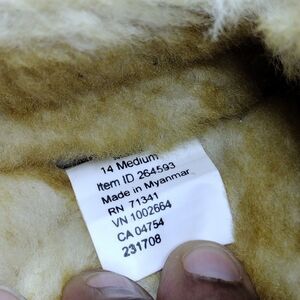 14 Medium
Item ID 264593
Made in Myanmar
RN 71341
VN 1002664
CA 04754
231708